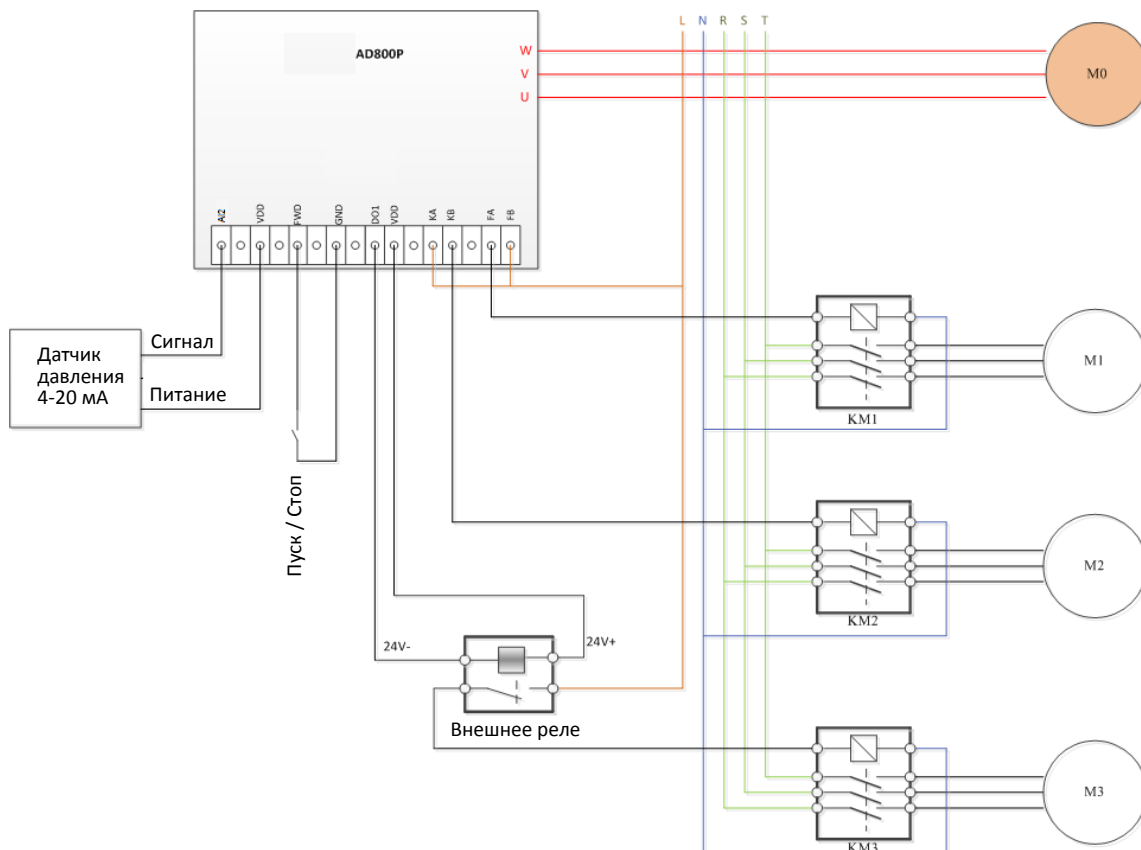 L N R S T
AD800P
W
V
U
M0
AI2 VDD FWD GND DO1 VDD KA KB FA FB
Датчик
давления
4-20 мА
Сигнал
Питание
Пуск / Стоп
KM1
M1
KM2
M2
24V-
24V+
Внешнее реле
KM3
M3